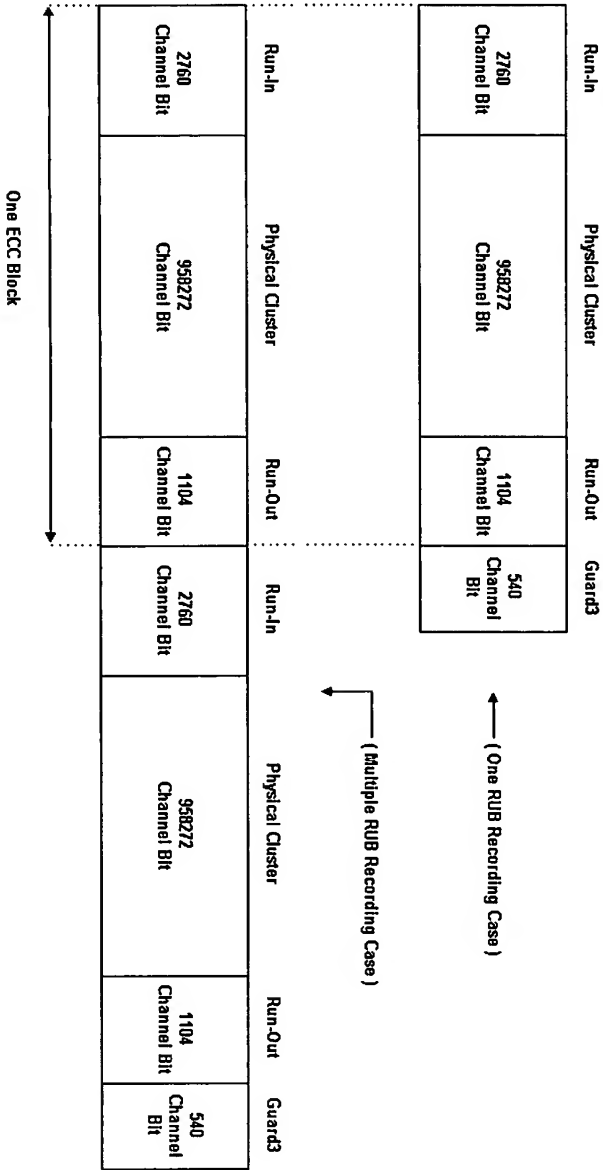 Run-In
Physical Cluster
Run-Out
Guard3
2760
Channel Bit
958272
Channel Bit
1104
Channel Bit
540
Channel
Bit
( One RUB Recording Case )
( Multiple RUB Recording Case )
Run-In
Physical Cluster
Run-Out
Run-In
Physical Cluster
Run-Out
Guard3
2760
Channel Bit
958272
Channel Bit
1104
Channel Bit
2760
Channel Bit
958272
Channel Bit
1104
Channel Bit
540
Channel
Bit
One ECC Block